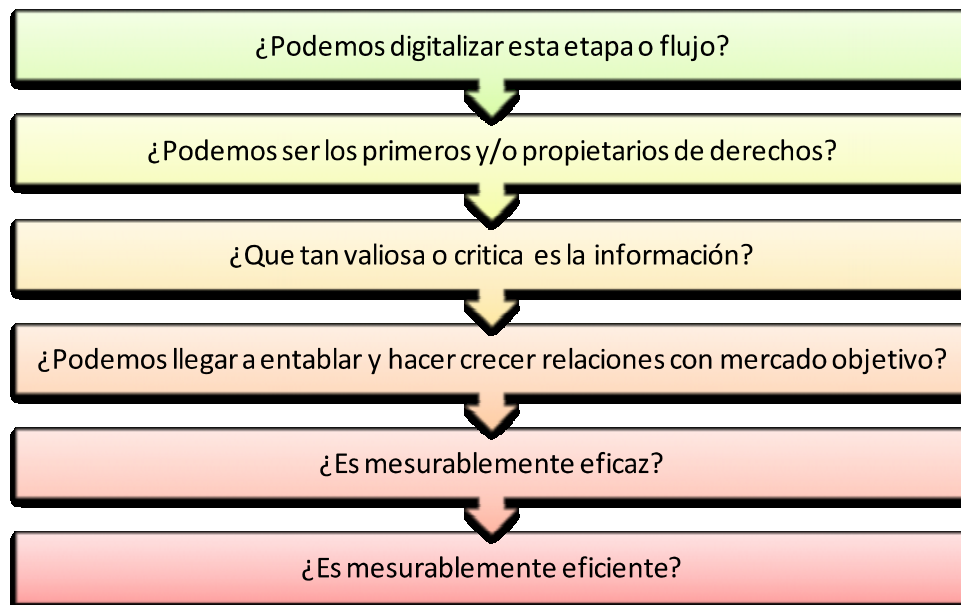 ¿Podemos digitalizar esta etapa o flujo?
¿Podemos ser los primeros y/o propietarios de derechos?
¿Que tan valiosa o critica es la información?
¿Podemos llegar a entablar y hacer crecer relaciones con mercado objetivo?
¿Es mesurablemente eficaz?
¿Es mesurablemente eficiente?